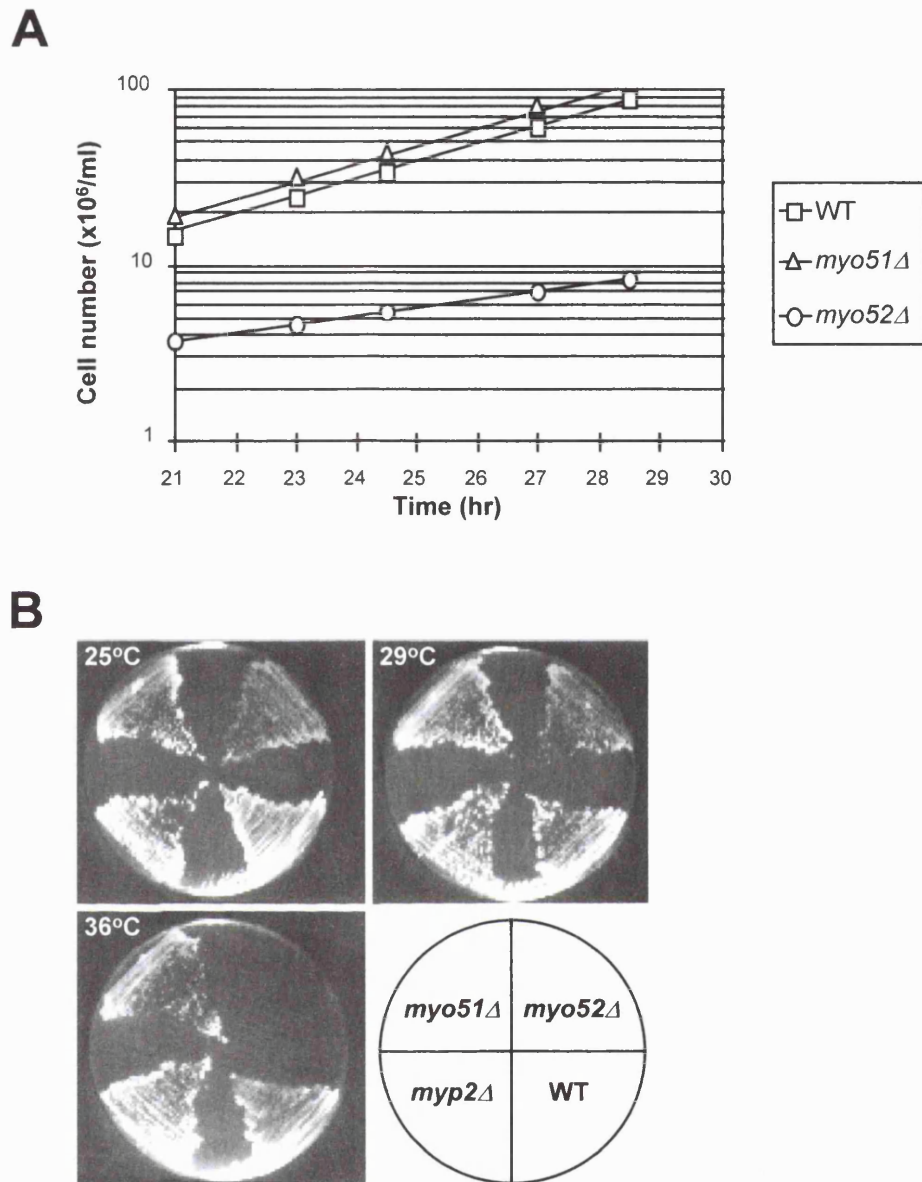 A
Cell number (x10⁶/ml)
100
10
1
21 22 23 24 25 26 27 28 29 30
Time (hr)
WT
myo51Δ
myo52Δ
B
25°C
29°C
36°C
myo51Δ myo52Δ
myp2Δ WT